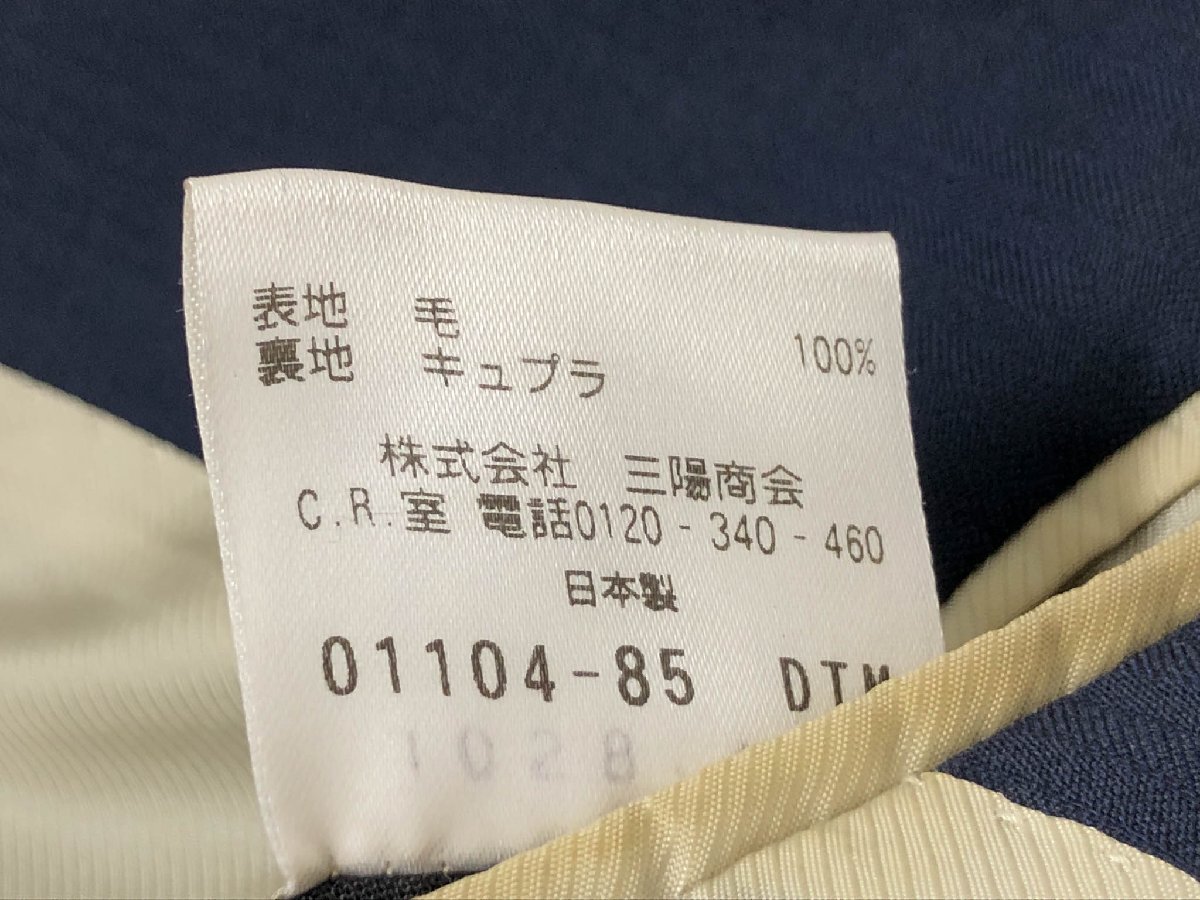 表地 毛 100%
裏地 キュプラ
株式会社 三陽商会
C.R.室 電話0120-340-460
日本製
01104-85 DTM
1028